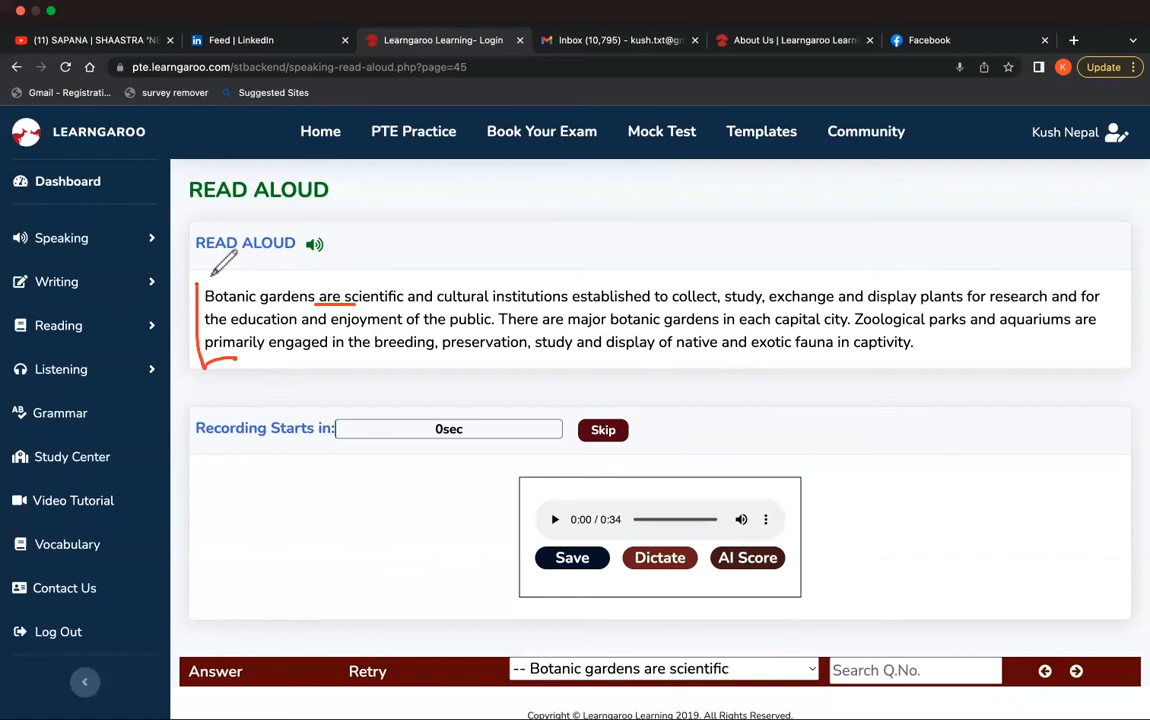 (11) SAPANA | SHAASTRA 'NE
Feed | LinkedIn
Learngaroo Learning- Login
Inbox (10,795) - kush.txt@gm
About Us | Learngaroo Learni
Facebook
pte.learngaroo.com/stbackend/speaking-read-aloud.php?page=45
K
Update
Gmail - Registrati...
survey remover
Suggested Sites
LEARNGAROO
Home
PTE Practice
Book Your Exam
Mock Test
Templates
Community
Kush Nepal
Dashboard
Speaking
Writing
Reading
Listening
Grammar
Study Center
Video Tutorial
Vocabulary
Contact Us
Log Out
READ ALOUD
READ ALOUD
Botanic gardens are scientific and cultural institutions established to collect, study, exchange and display plants for research and for
the education and enjoyment of the public. There are major botanic gardens in each capital city. Zoological parks and aquariums are
primarily engaged in the breeding, preservation, study and display of native and exotic fauna in captivity.
Recording Starts in:
0sec
Skip
0:00 / 0:34
Save
Dictate
AI Score
Answer
Retry
-- Botanic gardens are scientific
Search Q.No.
Copyright © Learngaroo Learning 2019. All Rights Reserved.